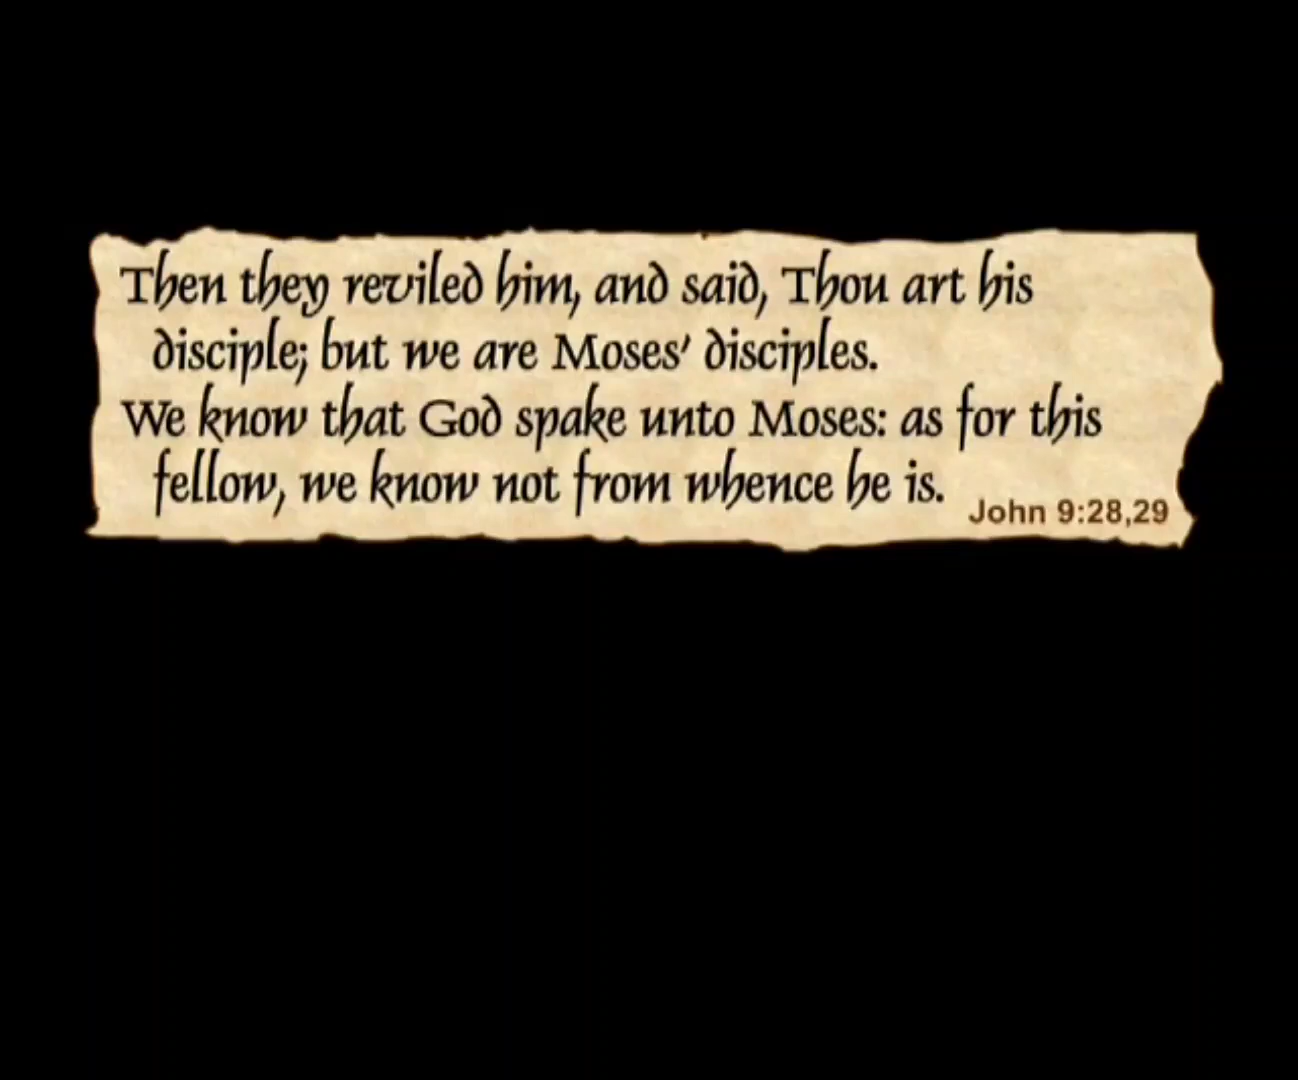 Then they reviled him, and said, Thou art his
disciple; but we are Moses' disciples.
We know that God spake unto Moses: as for this
fellow, we know not from whence he is.
John 9:28,29